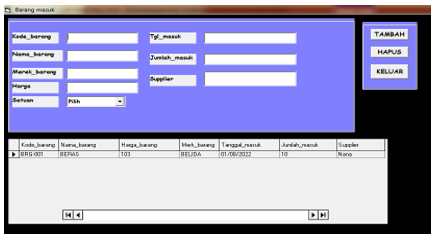 Barang masuk
Kode_barang
Tgl_masuk
TAMBAH
Nama_barang
Jumlah_masuk
HAPUS
Merek_barang
Supplier
KELUAR
Harga
Satuan
Pilih
Kode_barang Nama_barang Harga_barang Merk_barang Tanggal_masuk Jumlah_masuk Supplier
BRG-001 BERAS 103 BELIDA 01/08/2022 10 Nono